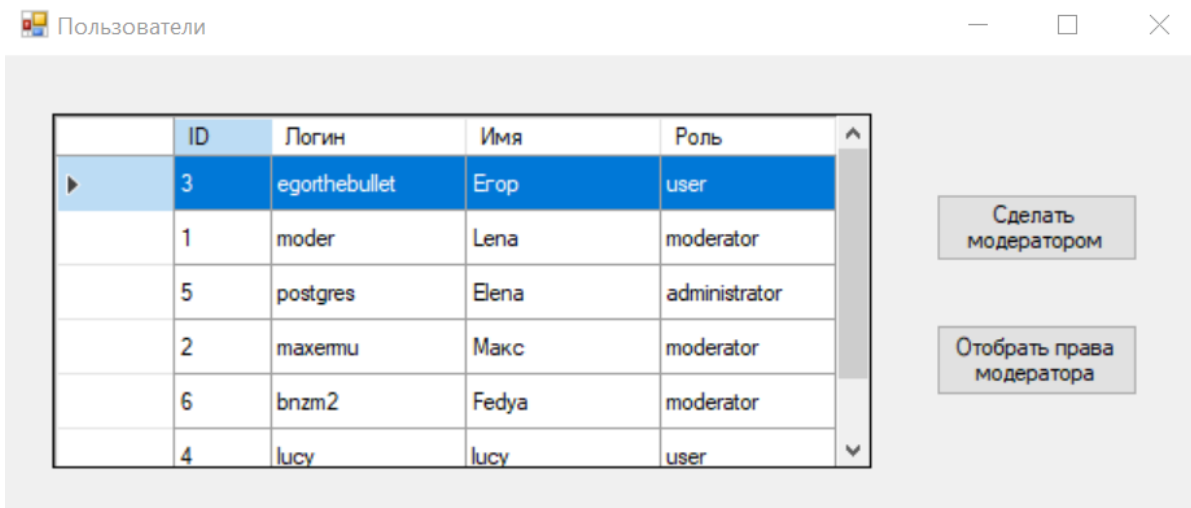 Пользователи
ID Логин Имя Роль
3 egorthebullet Егор user
1 moder Lena moderator
5 postgres Elena administrator
2 maxermu Макс moderator
6 bnzm2 Fedya moderator
4 lucy lucy user
Сделать
модератором
Отобрать права
модератора